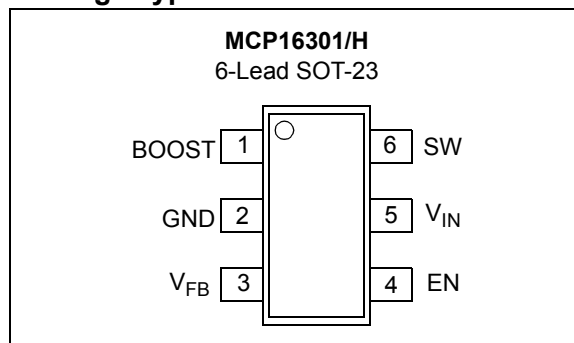 MCP16301/H
6-Lead SOT-23
BOOST 1 6 SW
GND 2 5 VIN
VFB 3 4 EN